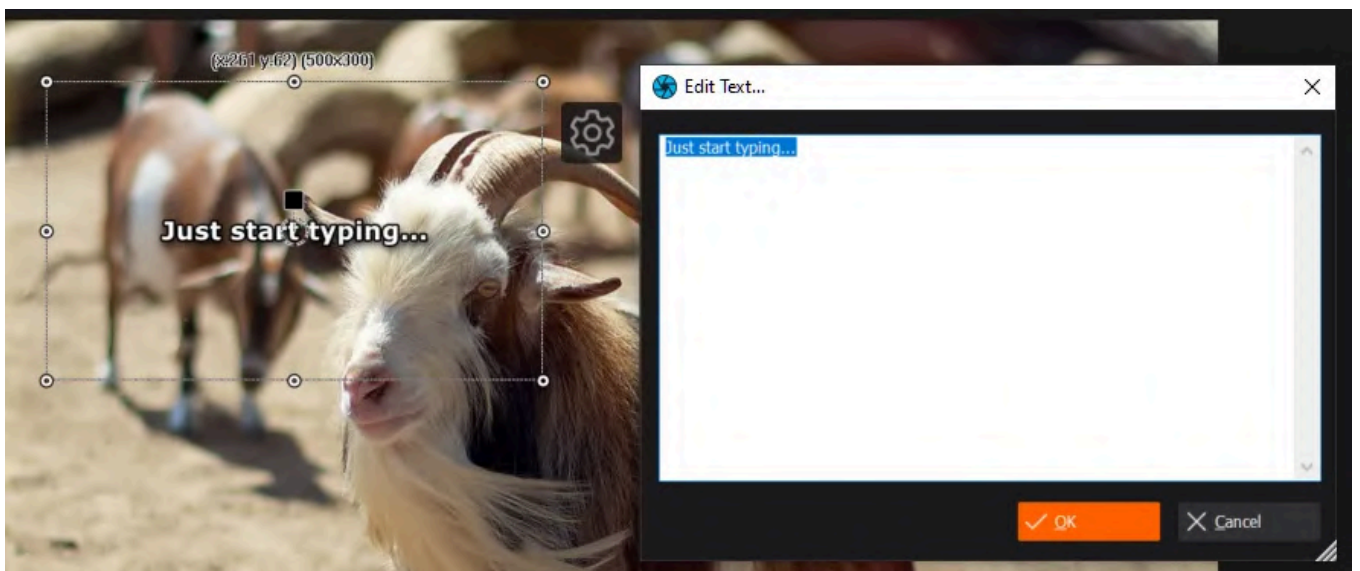 (x:261 y:62) (500x300)
Just start typing...
Edit Text...
Just start typing...
OK
Cancel